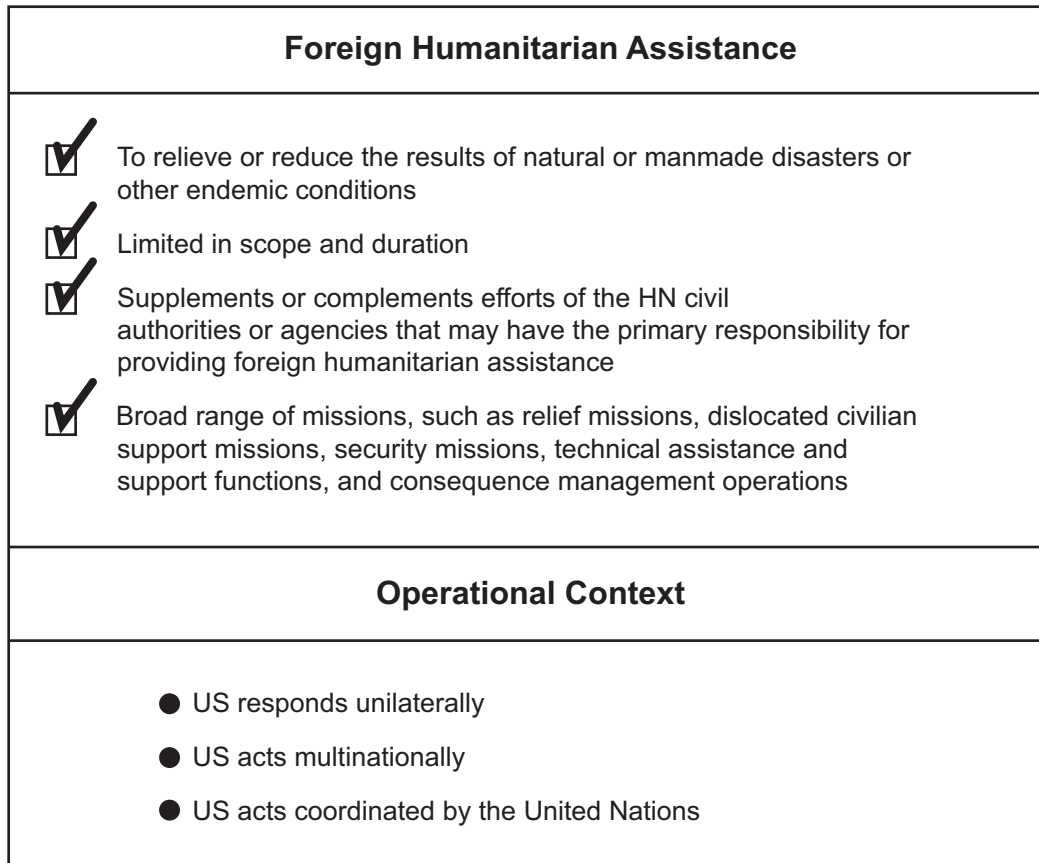 Foreign Humanitarian Assistance
To relieve or reduce the results of natural or manmade disasters or
other endemic conditions
Limited in scope and duration
Supplements or complements efforts of the HN civil
authorities or agencies that may have the primary responsibility for
providing foreign humanitarian assistance
Broad range of missions, such as relief missions, dislocated civilian
support missions, security missions, technical assistance and
support functions, and consequence management operations
Operational Context
● US responds unilaterally
● US acts multinationally
● US acts coordinated by the United Nations